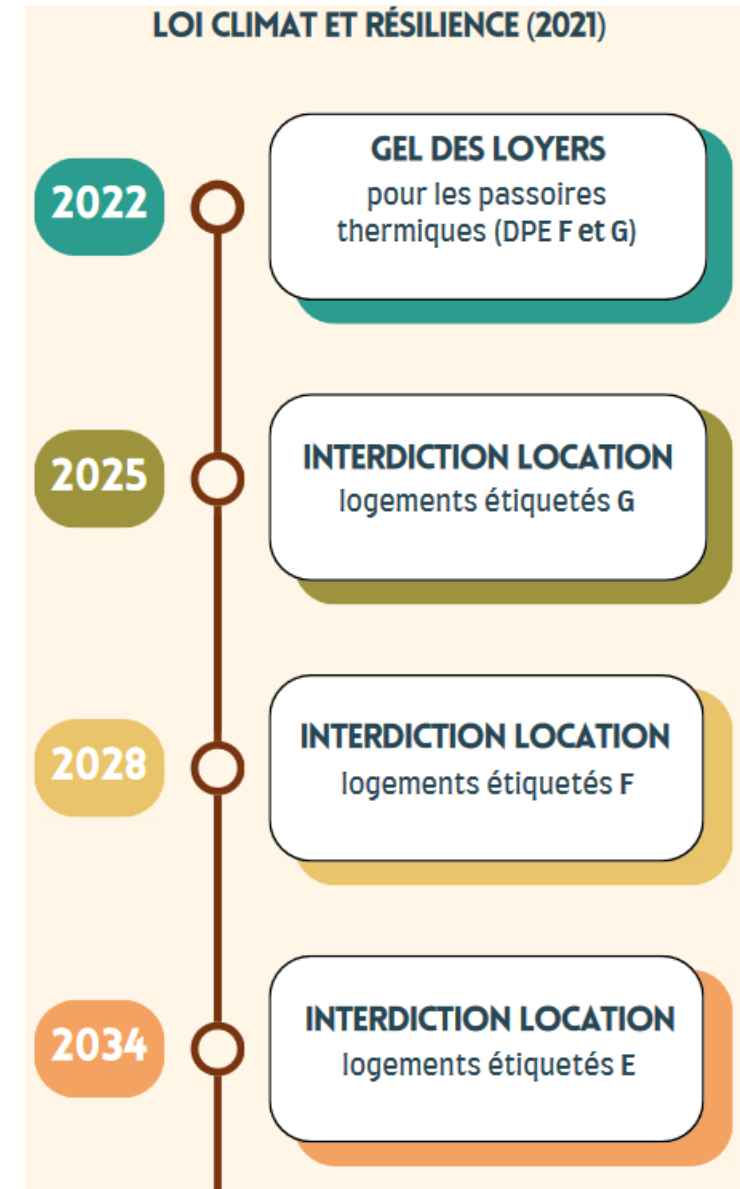 LOI CLIMAT ET RÉSILIENCE (2021)
2022
GEL DES LOYERS
pour les passoires
thermiques (DPE F et G)
2025
INTERDICTION LOCATION
logements étiquetés G
2028
INTERDICTION LOCATION
logements étiquetés F
2034
INTERDICTION LOCATION
logements étiquetés E